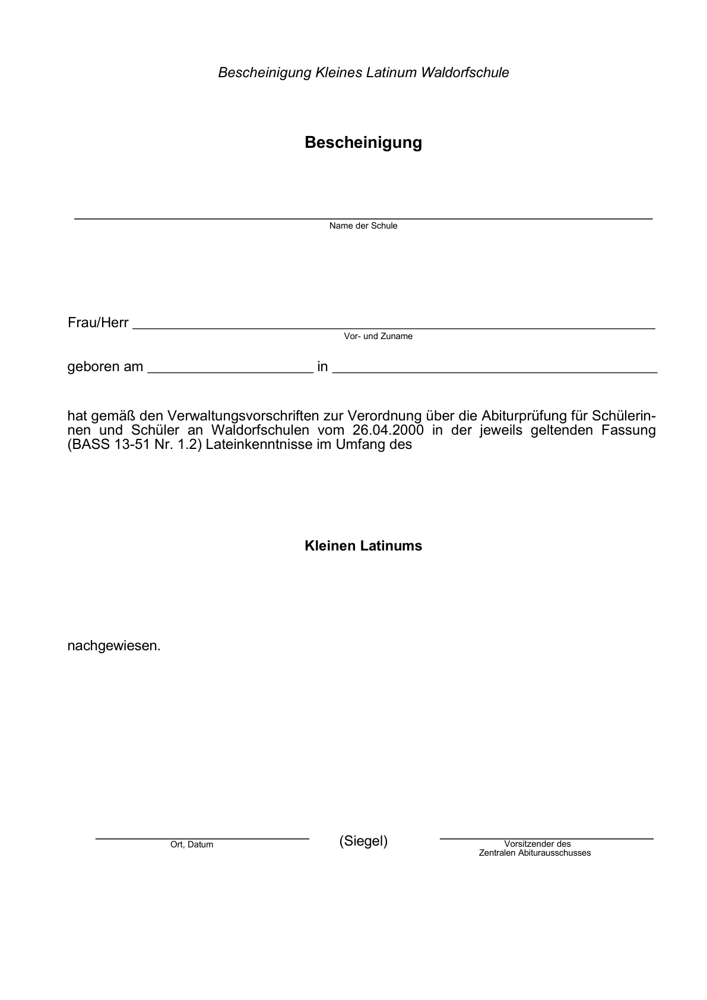 Bescheinigung Kleines Latinum Waldorfschule
Bescheinigung
Name der Schule
Frau/Herr
Vor- und Zuname
geboren am in
hat gemäß den Verwaltungsvorschriften zur Verordnung über die Abiturprüfung für Schülerin-
nen und Schüler an Waldorfschulen vom 26.04.2000 in der jeweils geltenden Fassung
(BASS 13-51 Nr. 1.2) Lateinkenntnisse im Umfang des
Kleinen Latinums
nachgewiesen.
Ort, Datum
(Siegel)
Vorsitzender des
Zentralen Abiturausschusses